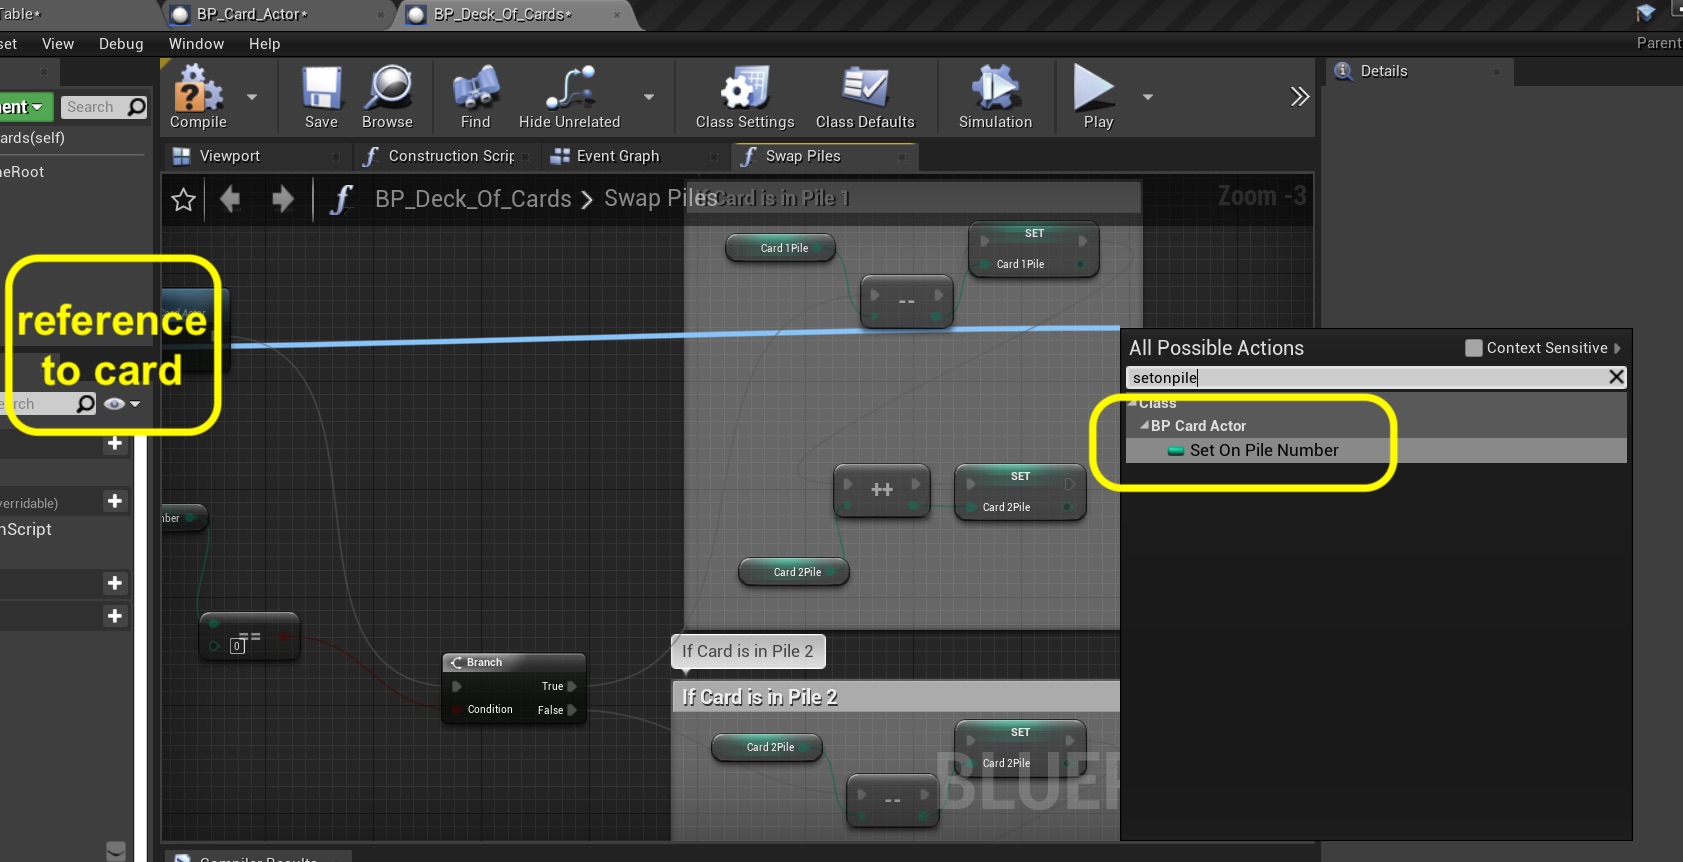 Table*
BP_Card_Actor*
BP_Deck_Of_Cards*
View
Debug
Window
Help
Parent
Search
Compile
Save
Browse
Find
Hide Unrelated
Class Settings
Class Defaults
Simulation
Play
Details
Viewport
Construction Scrip
Event Graph
Swap Piles
BP_Deck_Of_Cards > Swap Piles
Zoom -3
If Card is in Pile 1
Card 1Pile
SET
Card 1Pile
--
reference
to card
++
SET
Card 2Pile
Card 2Pile
All Possible Actions
Context Sensitive
setonpile
Class
BP Card Actor
Set On Pile Number
ards(self)
eRoot
verridable)
nScript
==
0
Branch
True
Condition
False
If Card is in Pile 2
If Card is in Pile 2
Card 2Pile
SET
Card 2Pile
--
BLUEP
Compiler Results